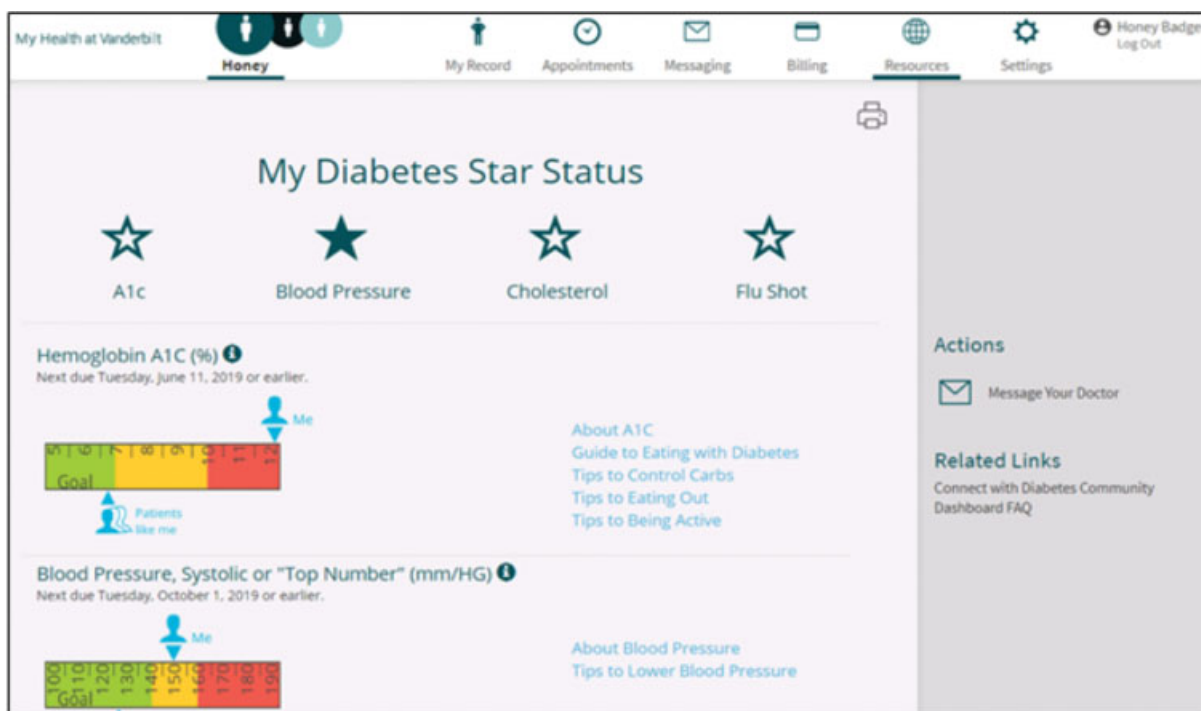 My Health at Vanderbilt
Honey
My Record
Appointments
Messaging
Billing
Resources
Settings
Honey Badge
Log Out
My Diabetes Star Status
A1c
Blood Pressure
Cholesterol
Flu Shot
Hemoglobin A1C (%)
Next due Tuesday, June 11, 2019 or earlier.
Me
5 6 7 8 9 10 11 12
Goal
Patients
like me
About A1C
Guide to Eating with Diabetes
Tips to Control Carbs
Tips to Eating Out
Tips to Being Active
Blood Pressure, Systolic or "Top Number" (mm/HG)
Next due Tuesday, October 1, 2019 or earlier.
Me
100 110 120 130 140 150 160 170 180 190
Goal
About Blood Pressure
Tips to Lower Blood Pressure
Actions
Message Your Doctor
Related Links
Connect with Diabetes Community
Dashboard FAQ